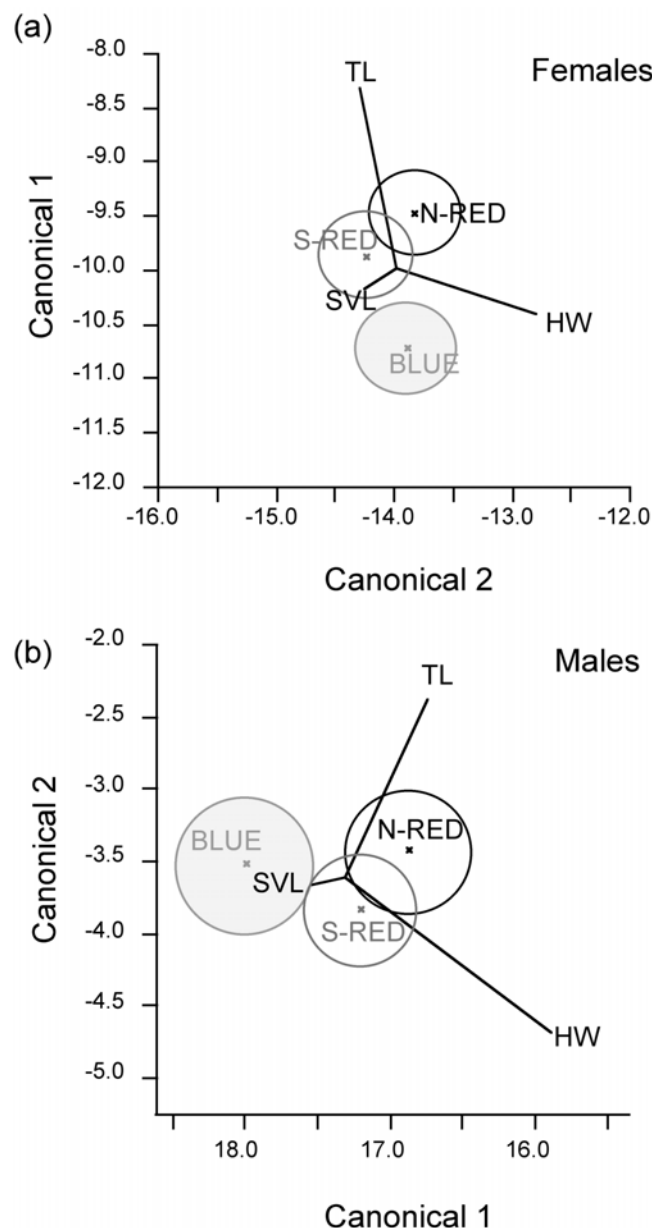 (a)
Females
Canonical 1
-8.0
-8.5
-9.0
-9.5
-10.0
-10.5
-11.0
-11.5
-12.0
TL
N-RED
S-RED
SVL
HW
BLUE
-16.0 -15.0 -14.0 -13.0 -12.0
Canonical 2
(b)
Males
Canonical 2
-2.0
-2.5
-3.0
-3.5
-4.0
-4.5
-5.0
TL
N-RED
BLUE
SVL
S-RED
HW
18.0 17.0 16.0
Canonical 1